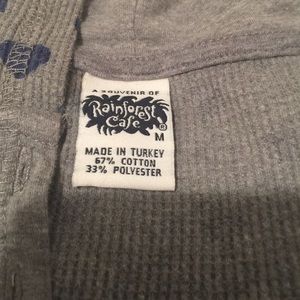 A SOUVENIR OF
Rainforest
Cafe ®
M
MADE IN TURKEY
67% COTTON
33% POLYESTER